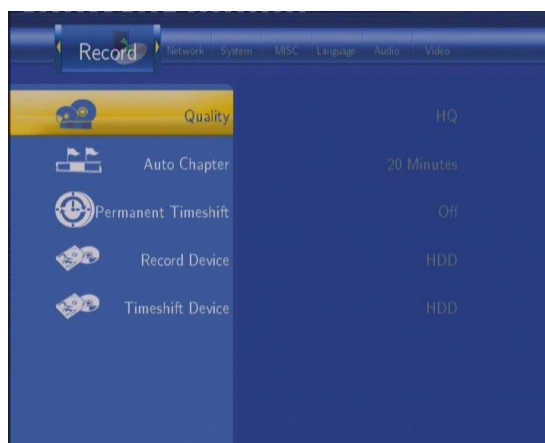 Record Network System MISC Language Audio Video
Quality HQ
Auto Chapter 20 Minutes
Permanent Timeshift Off
Record Device HDD
Timeshift Device HDD